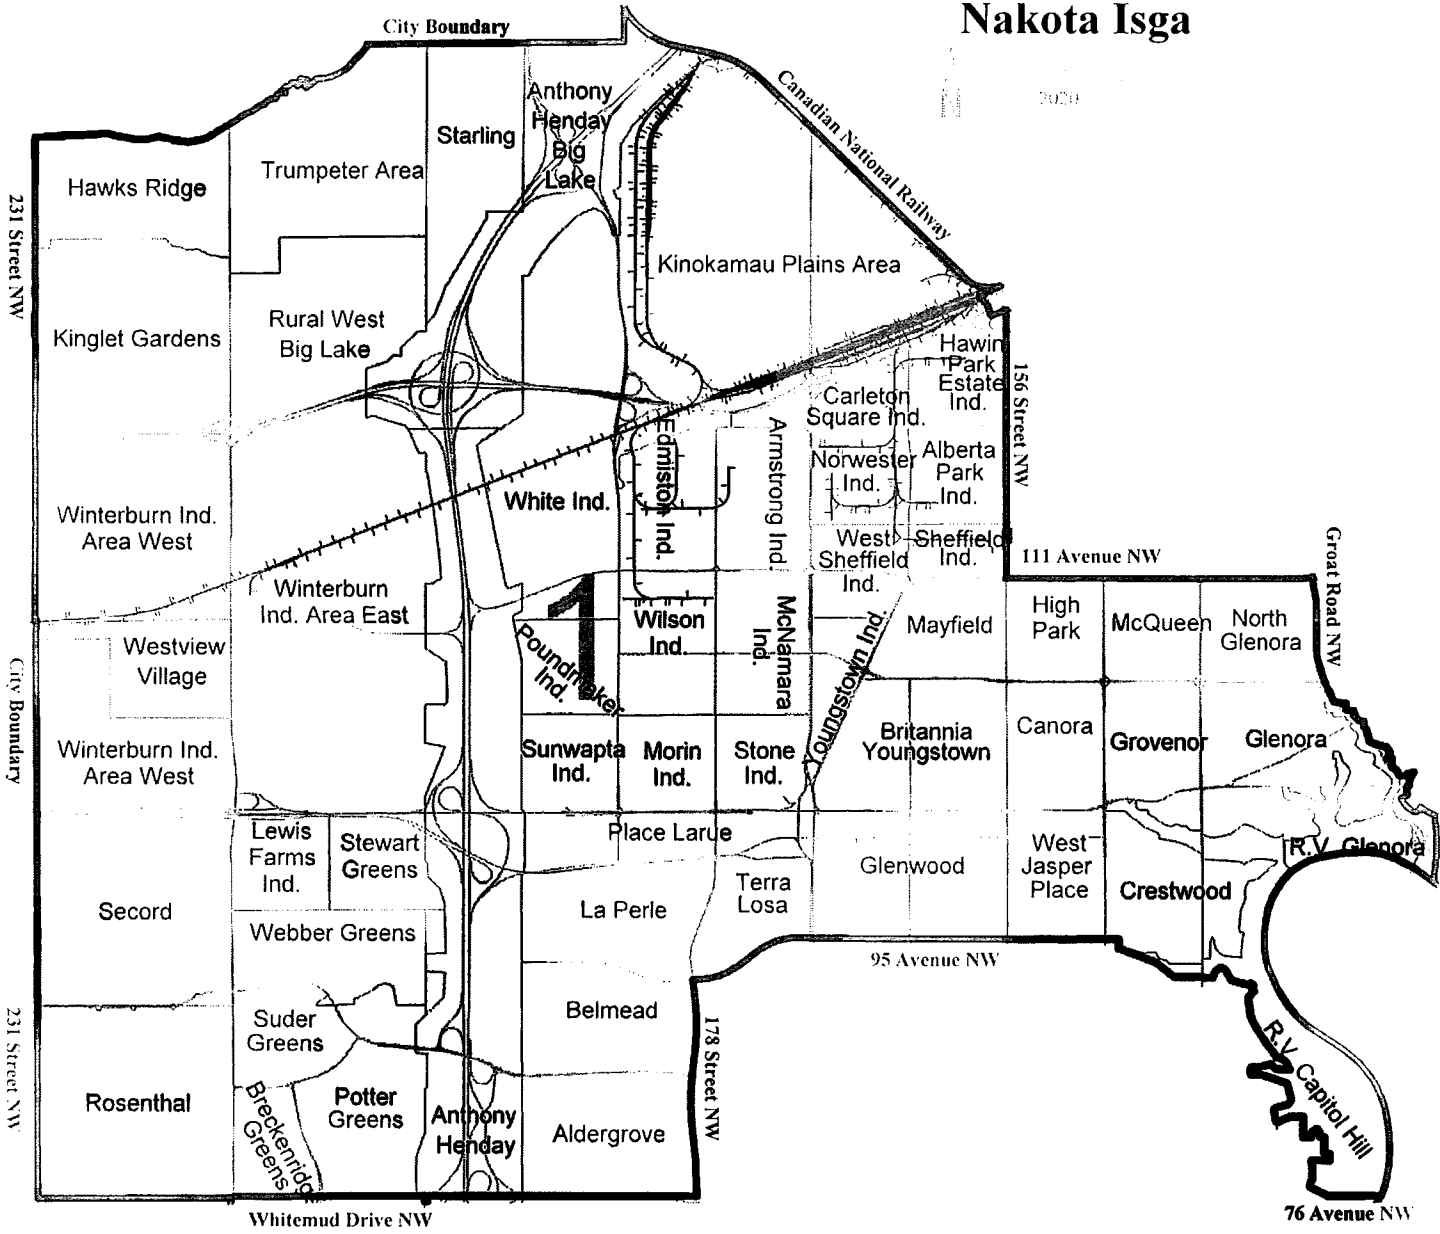 Nakota Isga
City Boundary
2020
Canadian National Railway
Anthony
Henday
Big
Lake
Starling
Trumpeter Area
Hawks Ridge
231 Street NW
Kinokamau Plains Area
Rural West
Big Lake
Kinglet Gardens
Hawin
Park
Estate
Ind.
156 Street NW
Carleton
Square Ind.
Edmiston Ind.
Armstrong Ind.
Norwester
Ind.
Alberta
Park
Ind.
White Ind.
Winterburn Ind.
Area West
West
Sheffield
Ind.
Sheffield
Ind.
111 Avenue NW
Groat Road NW
Winterburn
Ind. Area East
1
Wilson
Ind.
McNamara
Ind.
Youngstown Ind.
Mayfield
High
Park
McQueen
North
Glenora
Westview
Village
Poundmaker
Ind.
City Boundary
Winterburn Ind.
Area West
Sunwapta
Ind.
Morin
Ind.
Stone
Ind.
Britannia
Youngstown
Canora
Grovenor
Glenora
Place Larue
Lewis
Farms
Ind.
Stewart
Greens
Glenwood
West
Jasper
Place
R.V. Glenora
Crestwood
Terra
Losa
La Perle
Secord
Webber Greens
95 Avenue NW
Belmead
Suder
Greens
231 Street NW
178 Street NW
R.V. Capitol Hill
Rosenthal
Breckenridge
Greens
Potter
Greens
Anthony
Henday
Aldergrove
Whitemud Drive NW
76 Avenue NW